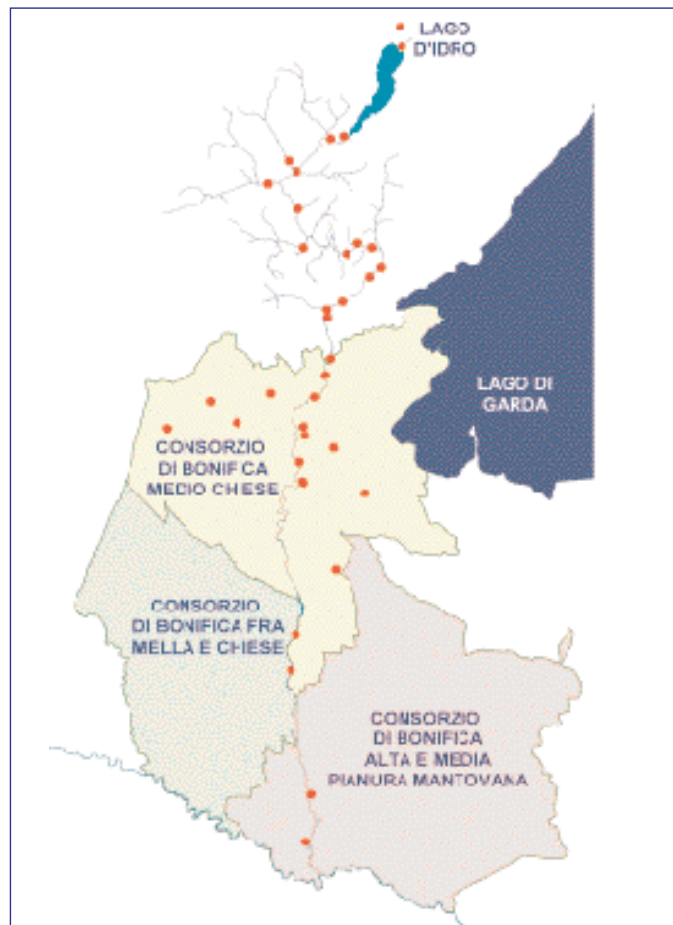 LAGO
D'IDRO
LAGO DI
GARDA
CONSORZIO
DI BONIFICA
MEDIO CHIESE
CONSORZIO
DI BONIFICA FRA
MELLA E CHIESE
CONSORZIO
DI BONIFICA
ALTA E MEDIA
PIANURA MANTOVANA